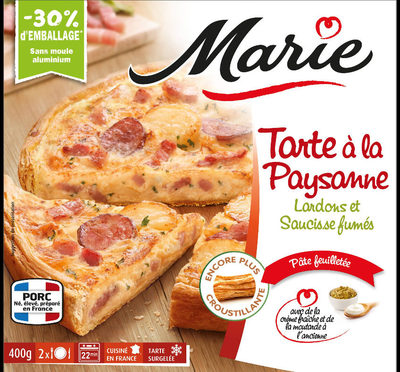 -30%
d'EMBALLAGE*
Sans moule
aluminium
Marie
Tarte à la
Paysanne
Lardons et
Saucisse fumés
Pâte feuilletée
ENCORE PLUS
CROUSTILLANTE
avec de la
crème fraîche et de
la moutarde à
l'ancienne
PORC
Né, élevé, préparé
en France
400g
2x
22min
CUISINÉ
EN FRANCE
TARTE
SURGELÉE